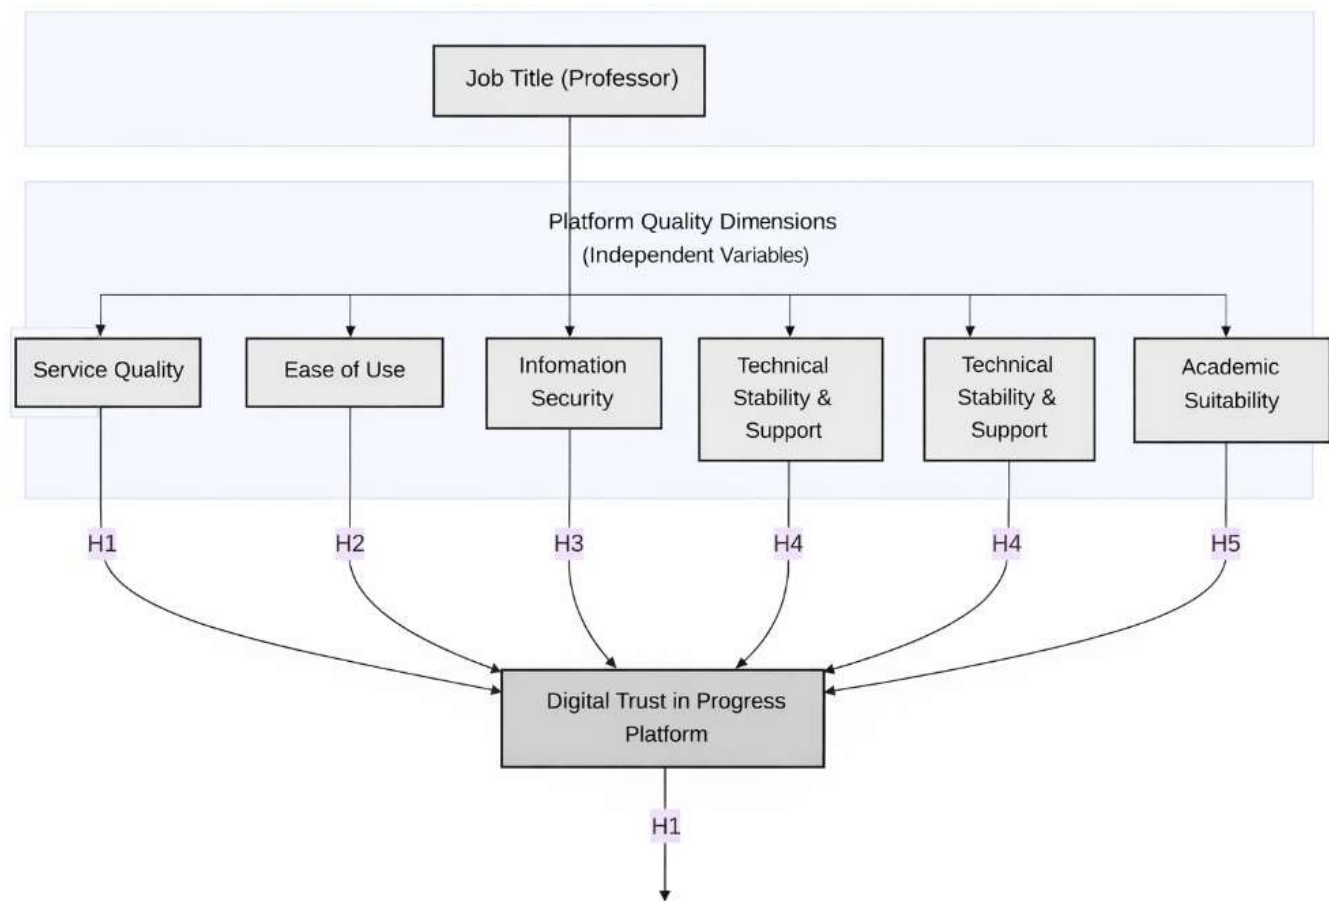 Job Title (Professor)
Platform Quality Dimensions
(Independent Variables)
Service Quality
Ease of Use
Infomation
Security
Technical
Stability &
Support
Technical
Stability &
Support
Academic
Suitability
H1
H2
H3
H4
H4
H5
Digital Trust in Progress
Platform
H1